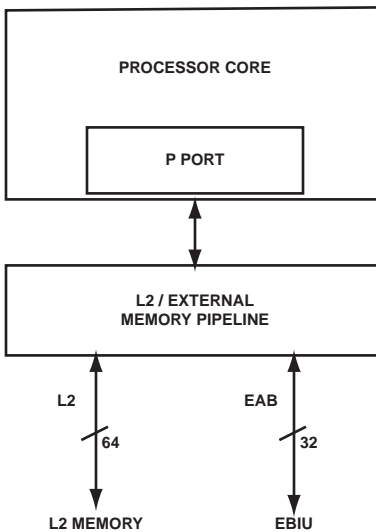 PROCESSOR CORE
P PORT
L2 / EXTERNAL
MEMORY PIPELINE
L2
EAB
64
32
L2 MEMORY
EBIU